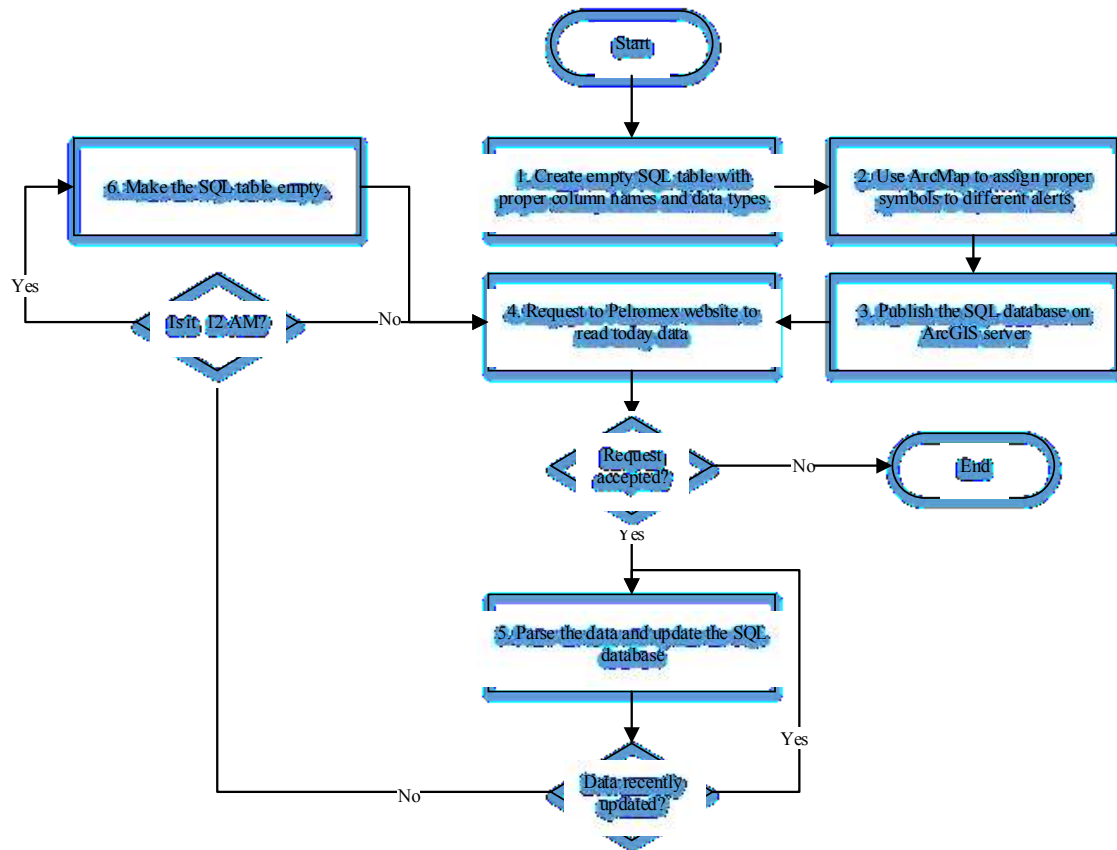 Start
6. Make the SQL table empty
1. Create empty SQL table with
proper column names and data types
2. Use ArcMap to assign proper
symbols to different alerts
Yes
Is it 12 AM?
No
4. Request to Pelromex website to
read today data
3. Publish the SQL database on
ArcGIS server
Request
accepted?
No
End
Yes
5. Parse the data and update the SQL
database
Yes
Data recently
updated?
No